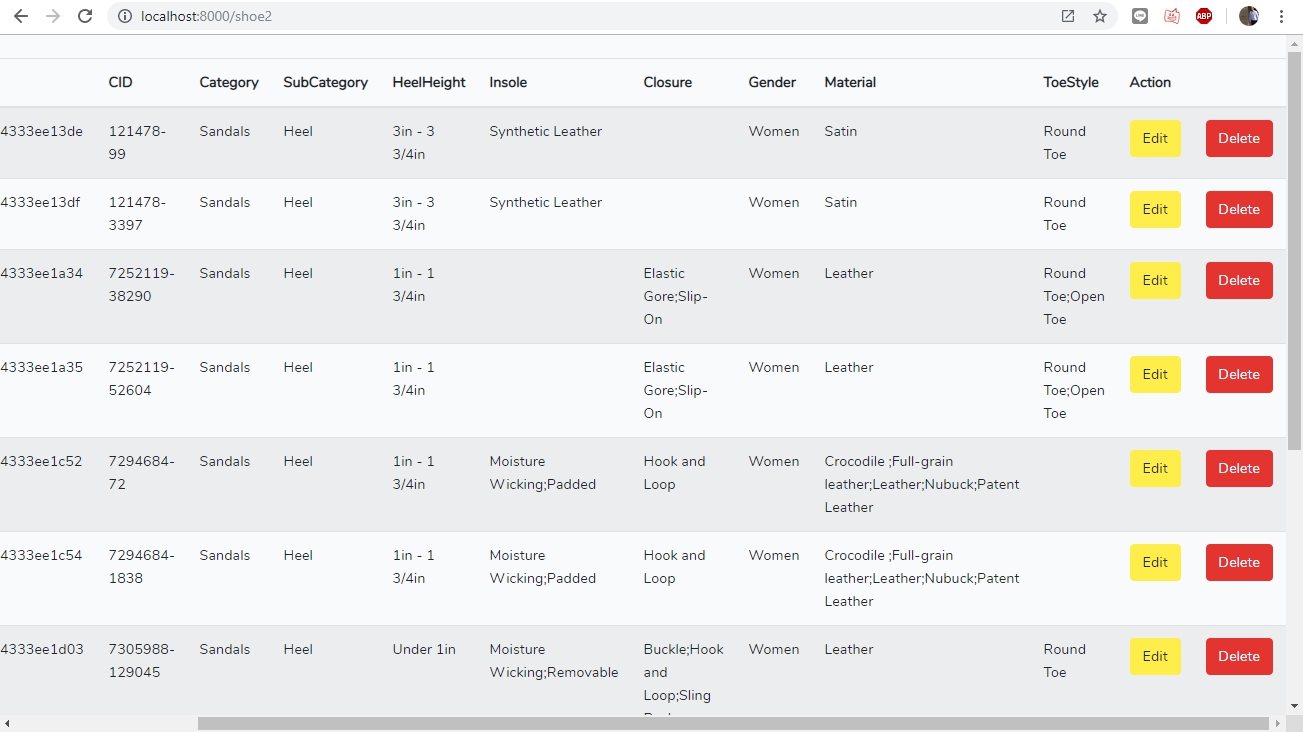 localhost:8000/shoe2
ABP
CID Category SubCategory HeelHeight Insole Closure Gender Material ToeStyle Action
4333ee13de 121478- Sandals Heel 3in - 3 Synthetic Leather Women Satin Round Edit Delete
99 3/4in Toe
4333ee13df 121478- Sandals Heel 3in - 3 Synthetic Leather Women Satin Round Edit Delete
3397 3/4in Toe
4333ee1a34 7252119- Sandals Heel 1in - 1 Elastic Women Leather Round Edit Delete
38290 3/4in Gore;Slip- Toe;Open
On Toe
4333ee1a35 7252119- Sandals Heel 1in - 1 Elastic Women Leather Round Edit Delete
52604 3/4in Gore;Slip- Toe;Open
On Toe
4333ee1c52 7294684- Sandals Heel 1in - 1 Moisture Hook and Women Crocodile ;Full-grain Edit Delete
72 3/4in Wicking;Padded Loop leather;Leather;Nubuck;Patent
Leather
4333ee1c54 7294684- Sandals Heel 1in - 1 Moisture Hook and Women Crocodile ;Full-grain Edit Delete
1838 3/4in Wicking;Padded Loop leather;Leather;Nubuck;Patent
Leather
4333ee1d03 7305988- Sandals Heel Under 1in Moisture Buckle;Hook Women Leather Round Edit Delete
129045 Wicking;Removable and Toe
Loop;Sling